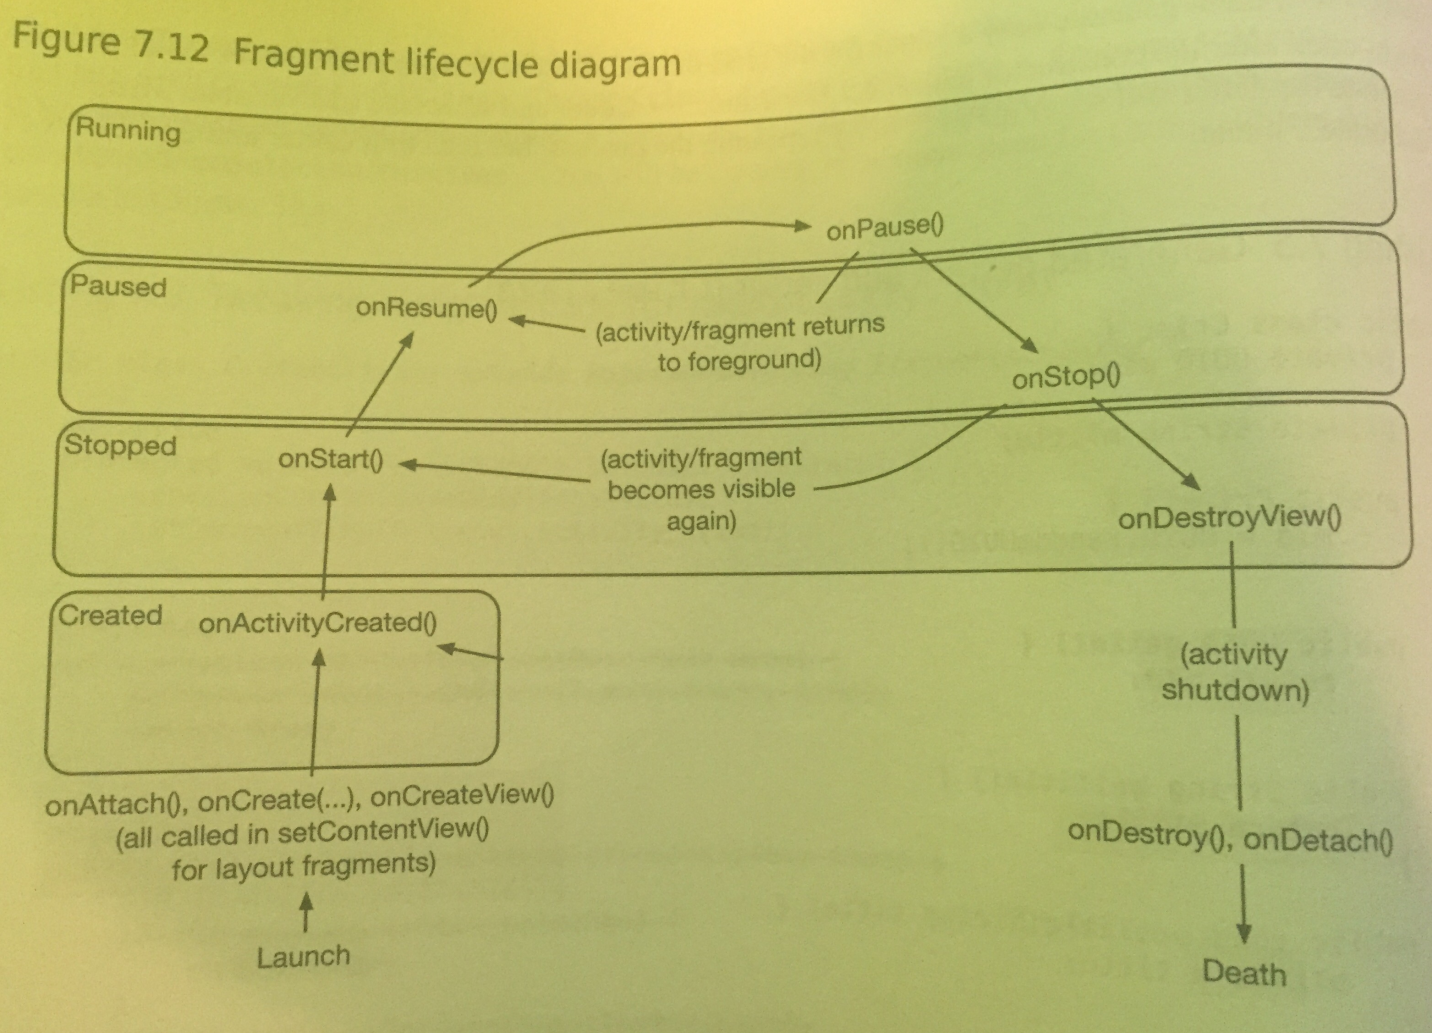 Figure 7.12 Fragment lifecycle diagram
Running
onPause()
Paused
onResume()
(activity/fragment returns
to foreground)
onStop()
Stopped
onStart()
(activity/fragment
becomes visible
again)
onDestroyView()
Created
onActivityCreated()
(activity
shutdown)
onAttach(), onCreate(...), onCreateView()
(all called in setContentView()
for layout fragments)
onDestroy(), onDetach()
Launch
Death